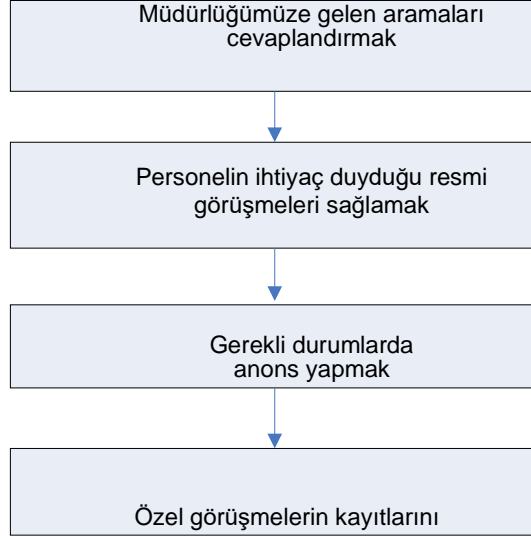 Müdürlüğümüze gelen aramaları
cevaplandırmak
Personelin ihtiyaç duyduğu resmi
görüşmeleri sağlamak
Gerekli durumlarda
anons yapmak
Özel görüşmelerin kayıtlarını